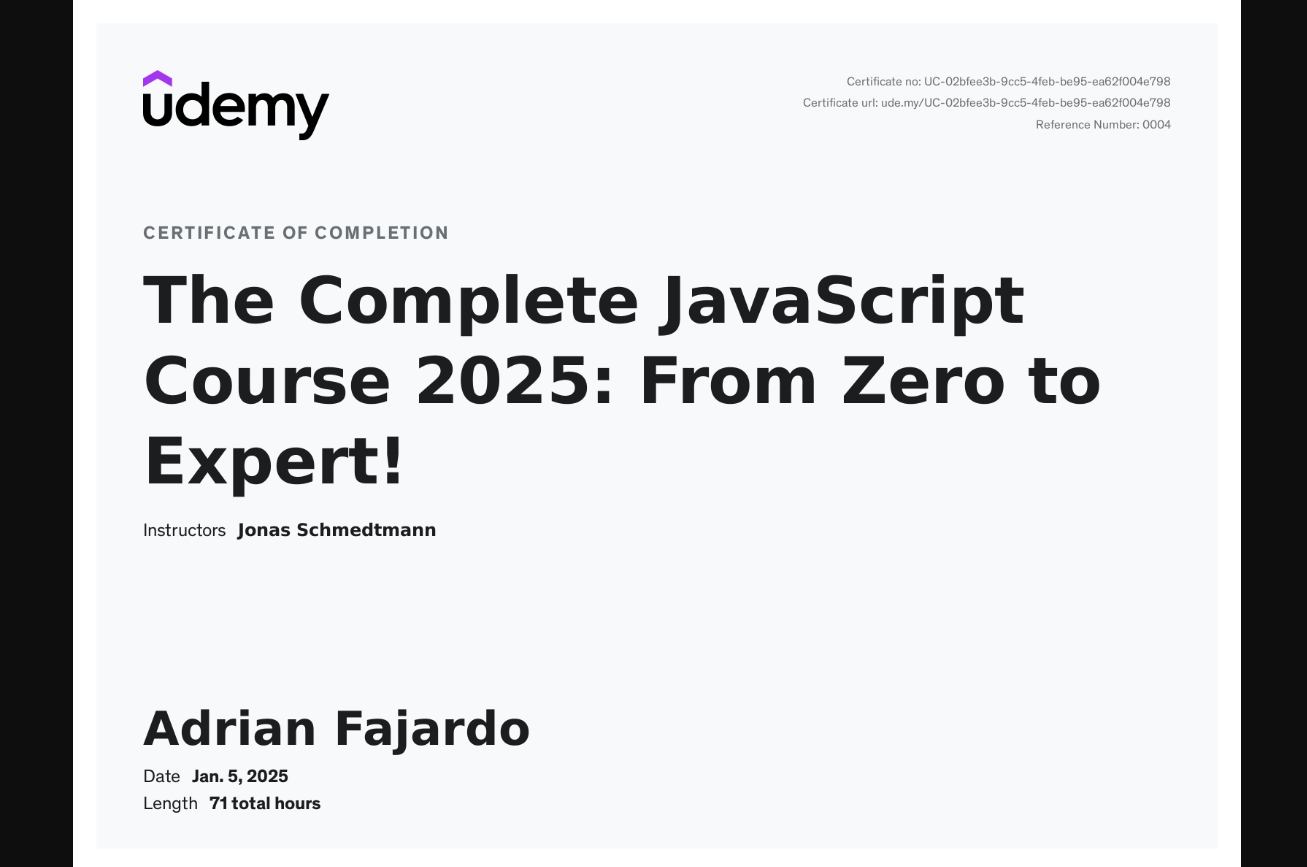 udemy
Certificate no: UC-02bfee3b-9cc5-4feb-be95-ea62f004e798
Certificate url: ude.my/UC-02bfee3b-9cc5-4feb-be95-ea62f004e798
Reference Number: 0004
CERTIFICATE OF COMPLETION
The Complete JavaScript
Course 2025: From Zero to
Expert!
Instructors Jonas Schmedtmann
Adrian Fajardo
Date Jan. 5, 2025
Length 71 total hours